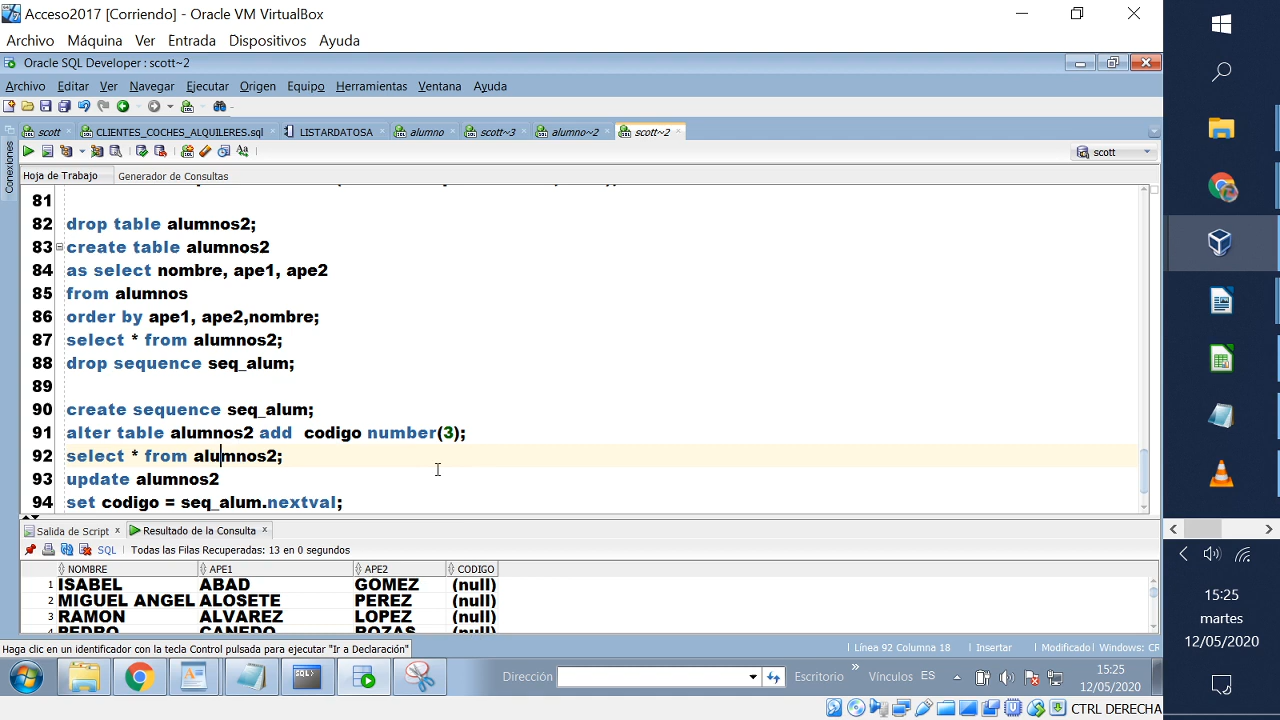 Acceso2017 [Corriendo] - Oracle VM VirtualBox
Archivo Máquina Ver Entrada Dispositivos Ayuda
Oracle SQL Developer : scott~2
Archivo Editar Ver Navegar Ejecutar Origen Equipo Herramientas Ventana Ayuda
scott CLIENTES_COCHES_ALQUILERES.sql LISTARDATOSA alumno scott~3 alumno~2 scott~2
scott
Conexiones
Hoja de Trabajo Generador de Consultas
81
82 drop table alumnos2;
83 create table alumnos2
84 as select nombre, ape1, ape2
85 from alumnos
86 order by ape1, ape2,nombre;
87 select * from alumnos2;
88 drop sequence seq_alum;
89
90 create sequence seq_alum;
91 alter table alumnos2 add  codigo number(3);
92 select * from alumnos2;
93 update alumnos2
94 set codigo = seq_alum.nextval;
Salida de Script × Resultado de la Consulta ×
SQL | Todas las Filas Recuperadas: 13 en 0 segundos
NOMBRE APE1 APE2 CODIGO
1 ISABEL ABAD GOMEZ (null)
2 MIGUEL ANGEL ALOSETE PEREZ (null)
3 RAMON ALVAREZ LOPEZ (null)
4 PEDRO CANEDO ROZAS (null)
Haga clic en un identificador con la tecla Control pulsada para ejecutar "Ir a Declaración"
Línea 92 Columna 18 | Insertar | Modificado| Windows: CR
Dirección Escritorio » Vínculos ES 15:25
12/05/2020
CTRL DERECHA
15:25
martes
12/05/2020